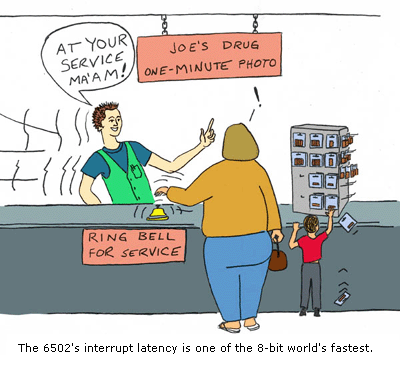 AT YOUR
SERVICE
MA'AM!
JOE'S DRUG
ONE-MINUTE PHOTO
!
RING BELL
FOR SERVICE
The 6502's interrupt latency is one of the 8-bit world's fastest.